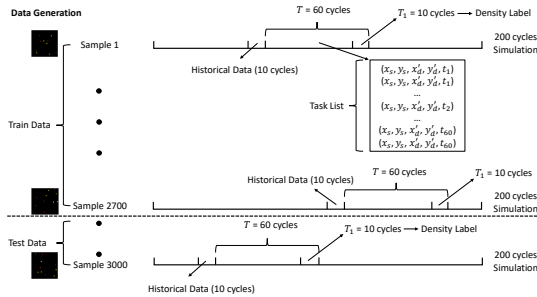 Data Generation
T = 60 cycles
T₁ = 10 cycles → Density Label
Sample 1
200 cycles
Simulation
Historical Data (10 cycles)
Task List
(xₛ, yₛ, x'd, y'd, t₁)
(xₛ, yₛ, x'd, y'd, t₁)
...
(xₛ, yₛ, x'd, y'd, t₂)
...
(xₛ, yₛ, x'd, y'd, t₆₀)
(xₛ, yₛ, x'd, y'd, t₆₀)
Train Data
T = 60 cycles
T₁ = 10 cycles
Historical Data (10 cycles)
Sample 2700
200 cycles
Simulation
Test Data
T = 60 cycles
T₁ = 10 cycles → Density Label
Sample 3000
200 cycles
Simulation
Historical Data (10 cycles)